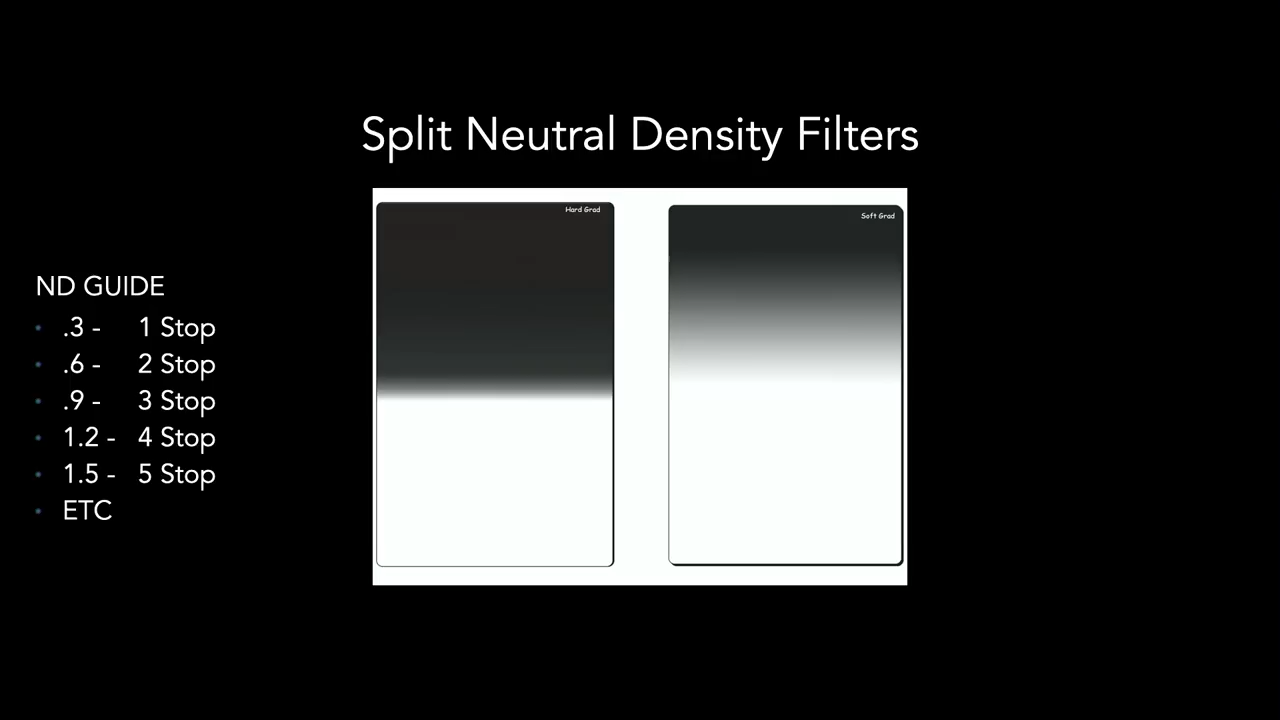 Split Neutral Density Filters
Hard Grad
Soft Grad
ND GUIDE
• .3 - 1 Stop
• .6 - 2 Stop
• .9 - 3 Stop
• 1.2 - 4 Stop
• 1.5 - 5 Stop
• ETC